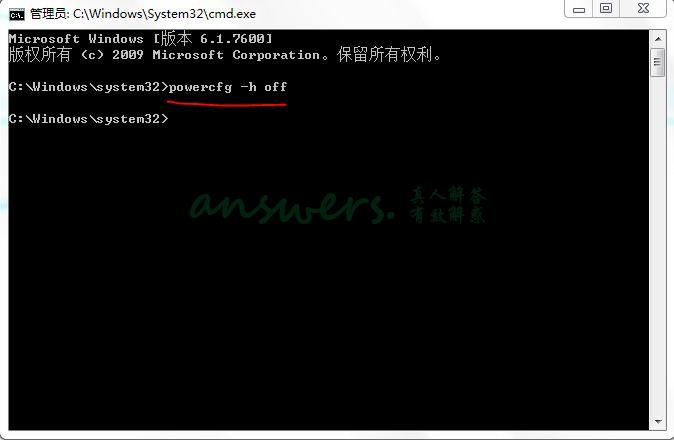 管理员: C:\Windows\System32\cmd.exe
Microsoft Windows [版本 6.1.7600]
版权所有 (c) 2009 Microsoft Corporation。保留所有权利。
C:\Windows\system32>powercfg -h off
C:\Windows\system32>
answers.
真人解答
有效解惑